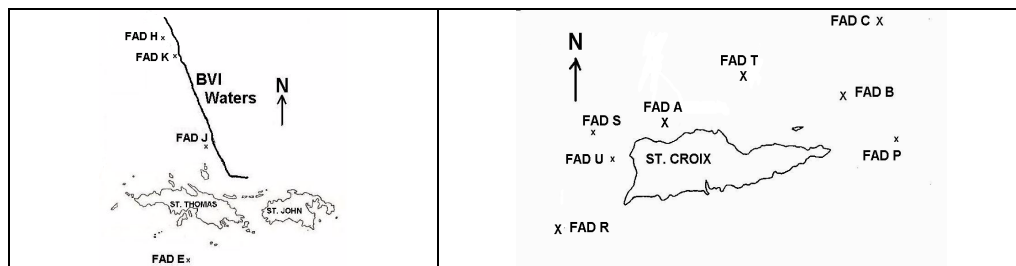 FAD H
FAD K
BVI
Waters
N
FAD J
ST. THOMAS
ST. JOHN
FAD E
FAD C
N
FAD T
FAD B
FAD A
FAD S
FAD P
FAD U
ST. CROIX
FAD R